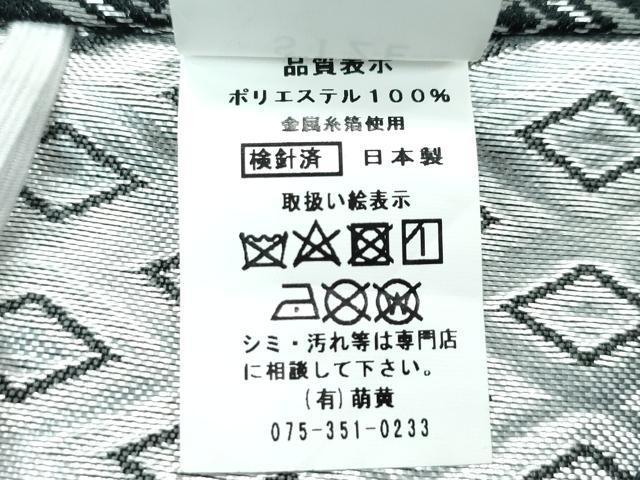 SIZE
品質表示
ポリエステル100%
金属糸箔使用
検針済 日本製
取扱い絵表示
シミ・汚れ等は専門店
に相談して下さい。
(有)萌黄
075-351-0233